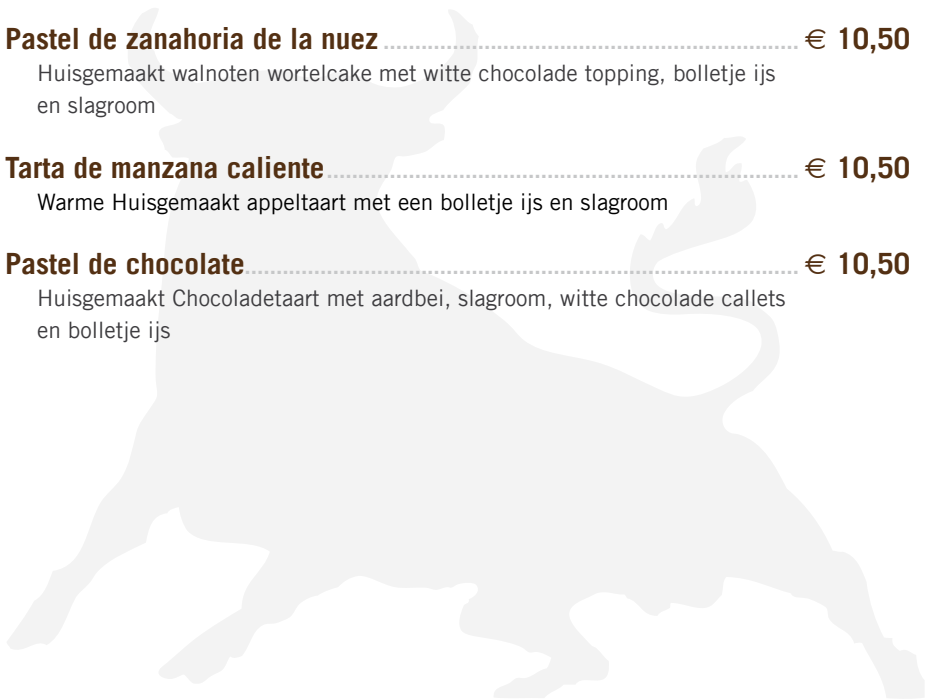 Pastel de zanahoria de la nuez ........................................................................ € 10,50
Huisgemaakt walnoten wortelcake met witte chocolade topping, bolletje ijs
en slagroom
Tarta de manzana caliente .................................................................................. € 10,50
Warme Huisgemaakt appeltaart met een bolletje ijs en slagroom
Pastel de chocolate ................................................................................................ € 10,50
Huisgemaakt Chocoladetaart met aardbei, slagroom, witte chocolade callets
en bolletje ijs